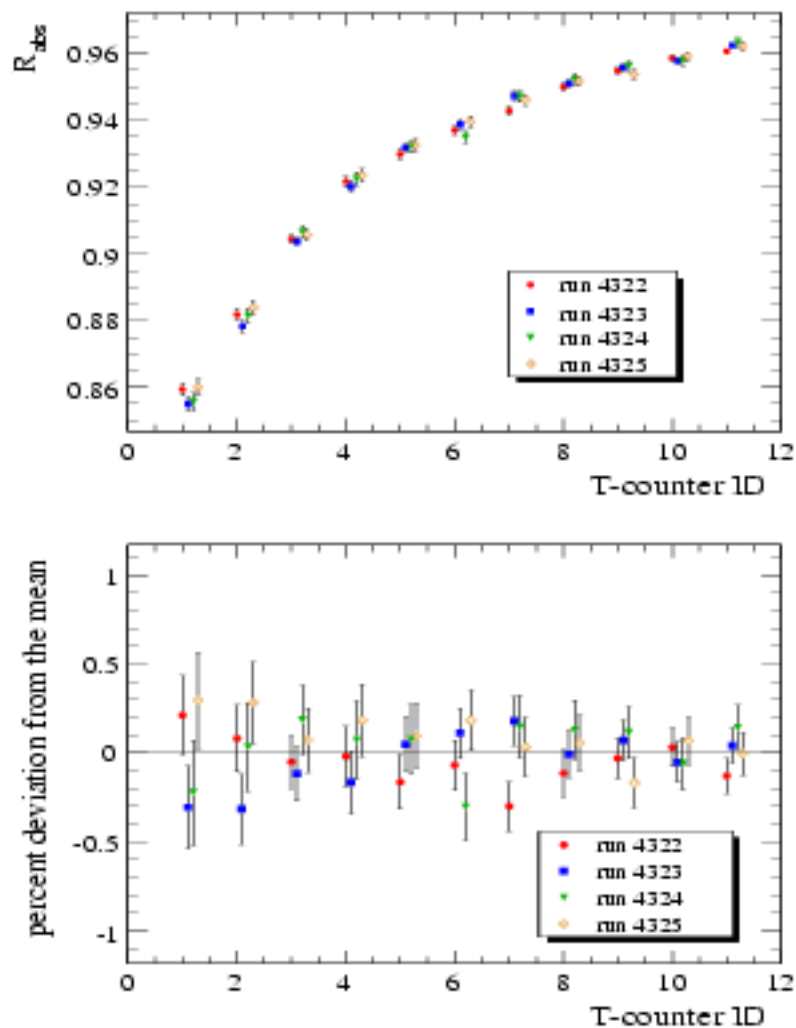 R_abs
0.96
0.94
0.92
0.9
0.88
0.86
run 4322
run 4323
run 4324
run 4325
0 2 4 6 8 10 12
T-counter ID
percent deviation from the mean
1
0.5
0
-0.5
-1
run 4322
run 4323
run 4324
run 4325
0 2 4 6 8 10 12
T-counter ID